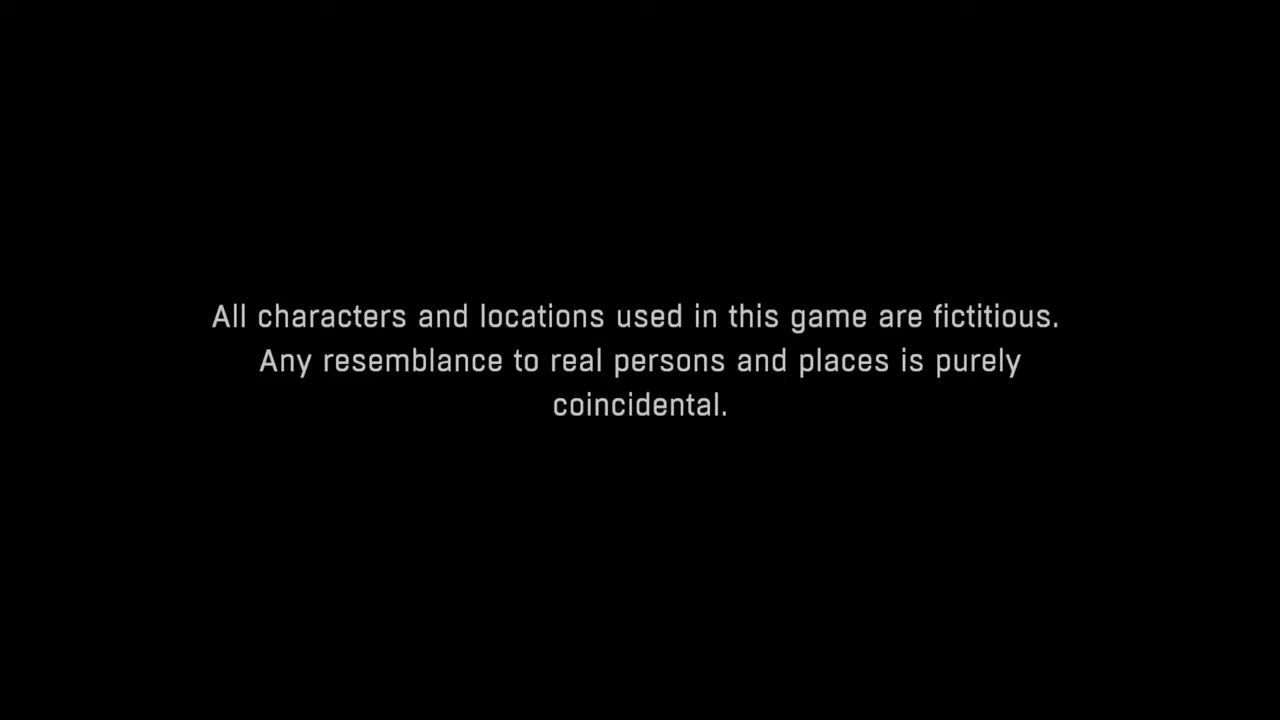 All characters and locations used in this game are fictitious.
Any resemblance to real persons and places is purely
coincidental.